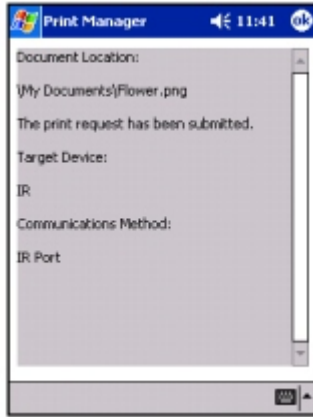 Print Manager 11:41 ok
Document Location:
\My Documents\Flower.png
The print request has been submitted.
Target Device:
IR
Communications Method:
IR Port